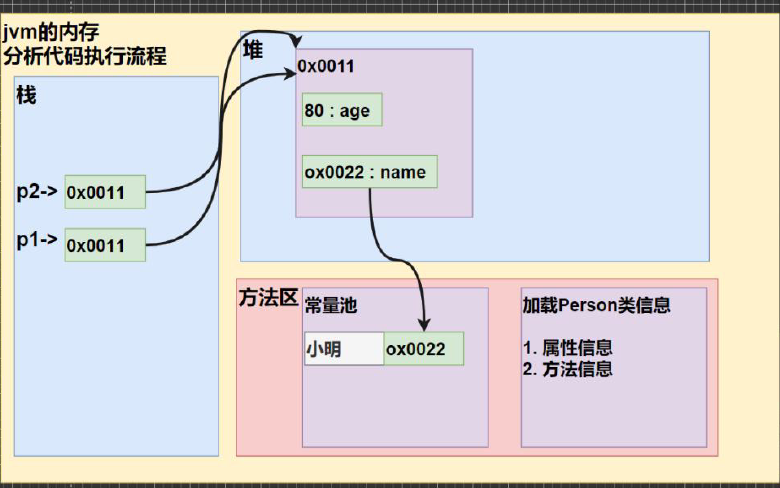 jvm的内存
分析代码执行流程
栈
p2-> 0x0011
p1-> 0x0011
堆
0x0011
80 : age
ox0022 : name
方法区
常量池
小明 ox0022
加载Person类信息
1. 属性信息
2. 方法信息